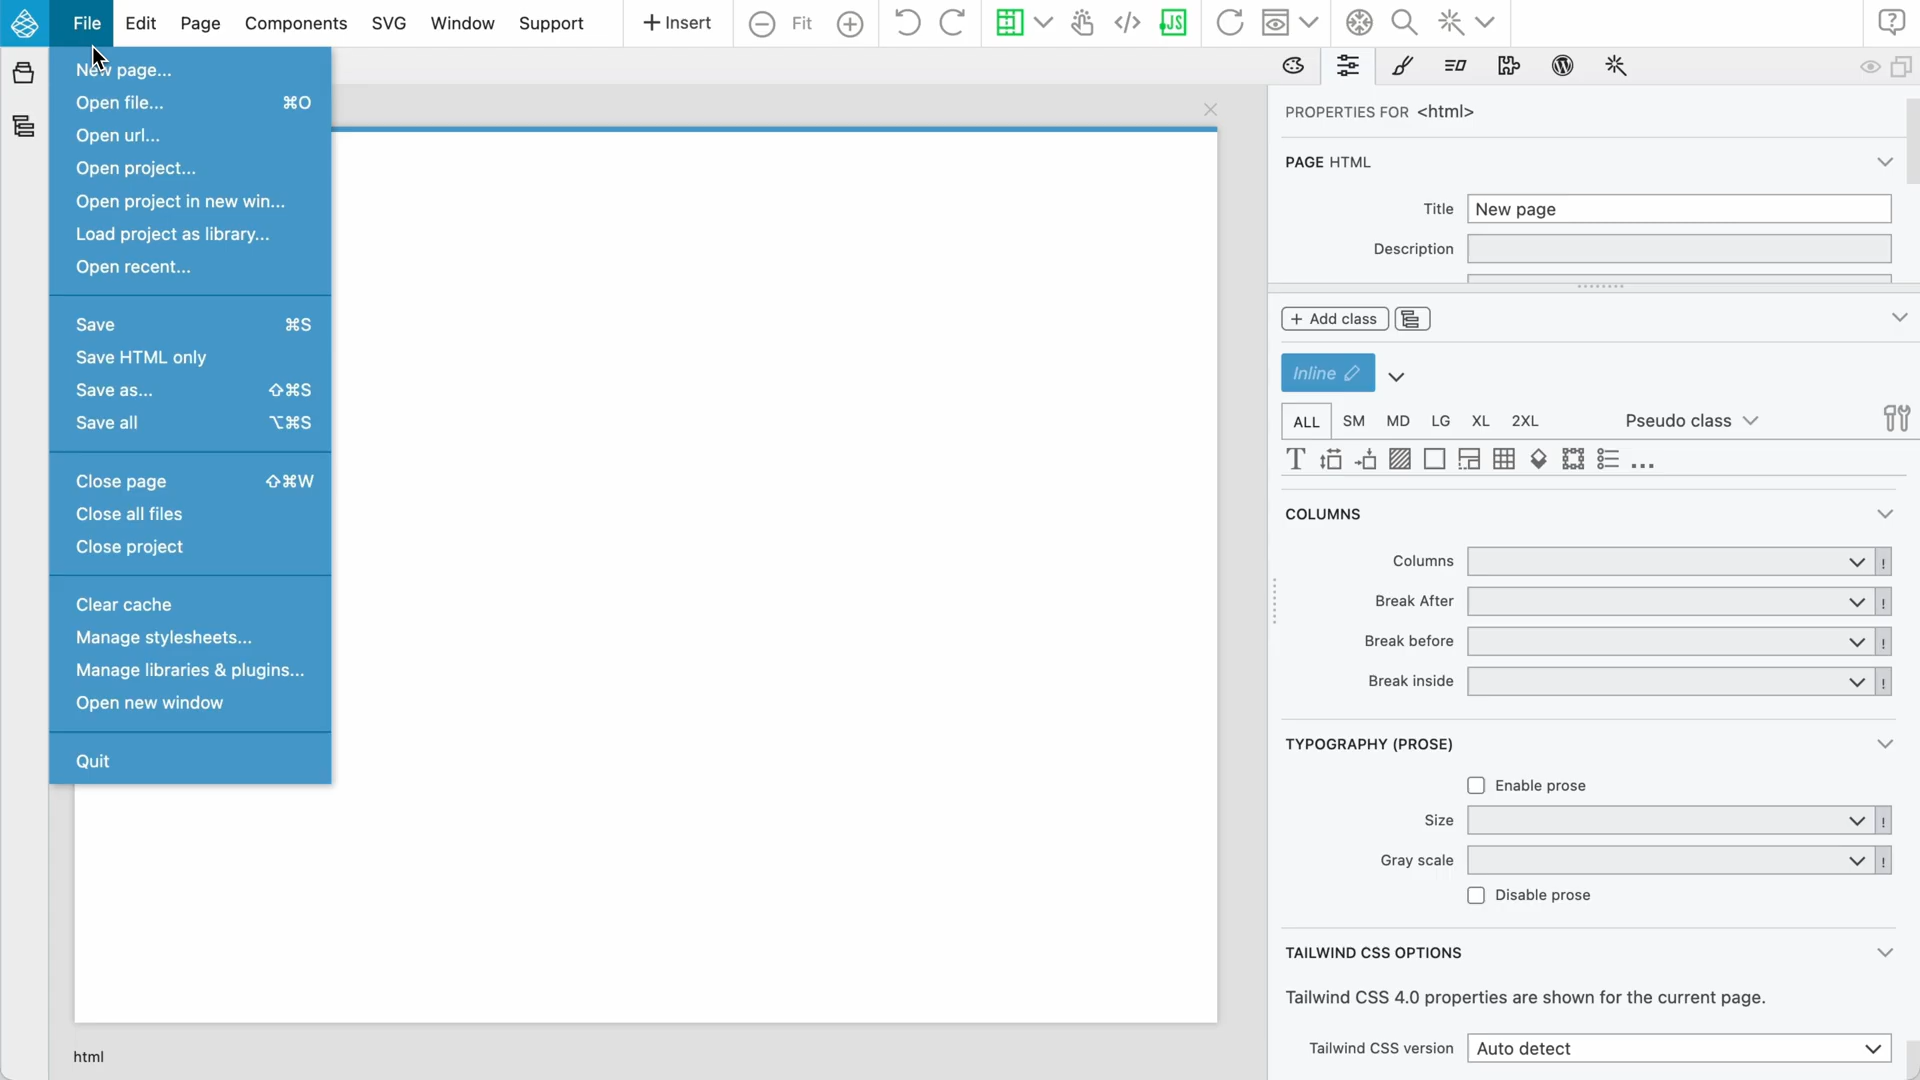 File Edit Page Components SVG Window Support + Insert Fit JS
New page...
Open file... ⌘O
Open url...
Open project...
Open project in new win...
Load project as library...
Open recent...
Save ⌘S
Save HTML only
Save as... ⇧⌘S
Save all ⌥⌘S
Close page ⇧⌘W
Close all files
Close project
Clear cache
Manage stylesheets...
Manage libraries & plugins...
Open new window
Quit
html
PROPERTIES FOR <html>
PAGE HTML
Title New page
Description
+ Add class
Inline
ALL SM MD LG XL 2XL Pseudo class
COLUMNS
Columns !
Break After !
Break before !
Break inside !
TYPOGRAPHY (PROSE)
Enable prose
Size !
Gray scale !
Disable prose
TAILWIND CSS OPTIONS
Tailwind CSS 4.0 properties are shown for the current page.
Tailwind CSS version Auto detect